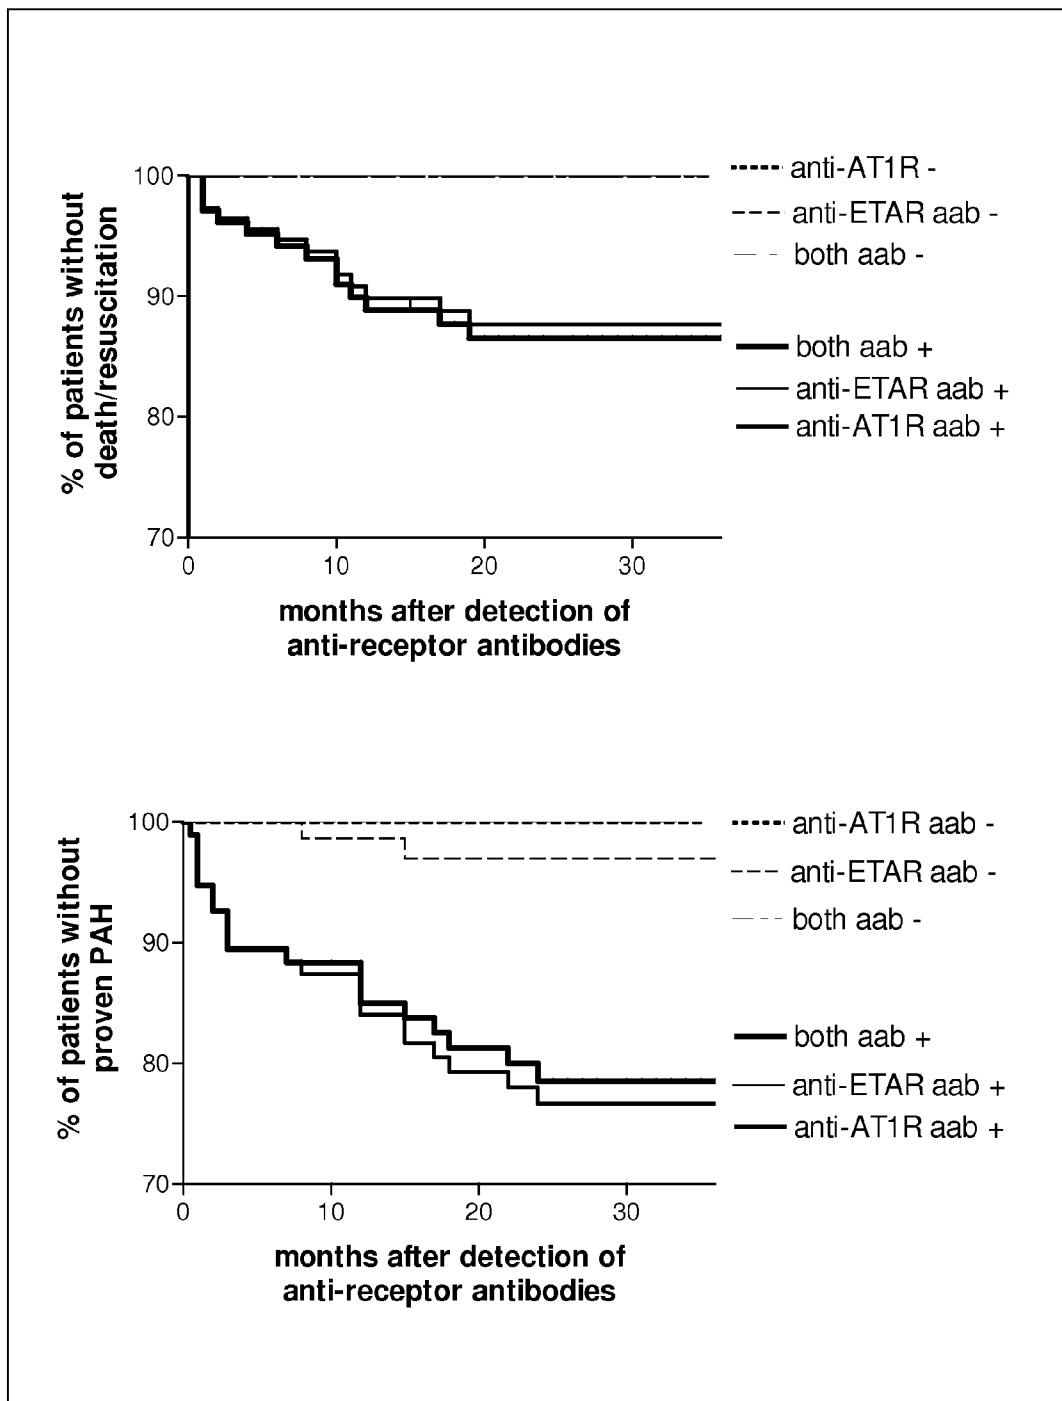 % of patients without
death/resuscitation
100
90
80
70
0
10
20
30
months after detection of
anti-receptor antibodies
anti-AT1R -
anti-ETAR aab -
both aab -
both aab +
anti-ETAR aab +
anti-AT1R aab +
% of patients without
proven PAH
100
90
80
70
0
10
20
30
months after detection of
anti-receptor antibodies
anti-AT1R aab -
anti-ETAR aab -
both aab -
both aab +
anti-ETAR aab +
anti-AT1R aab +